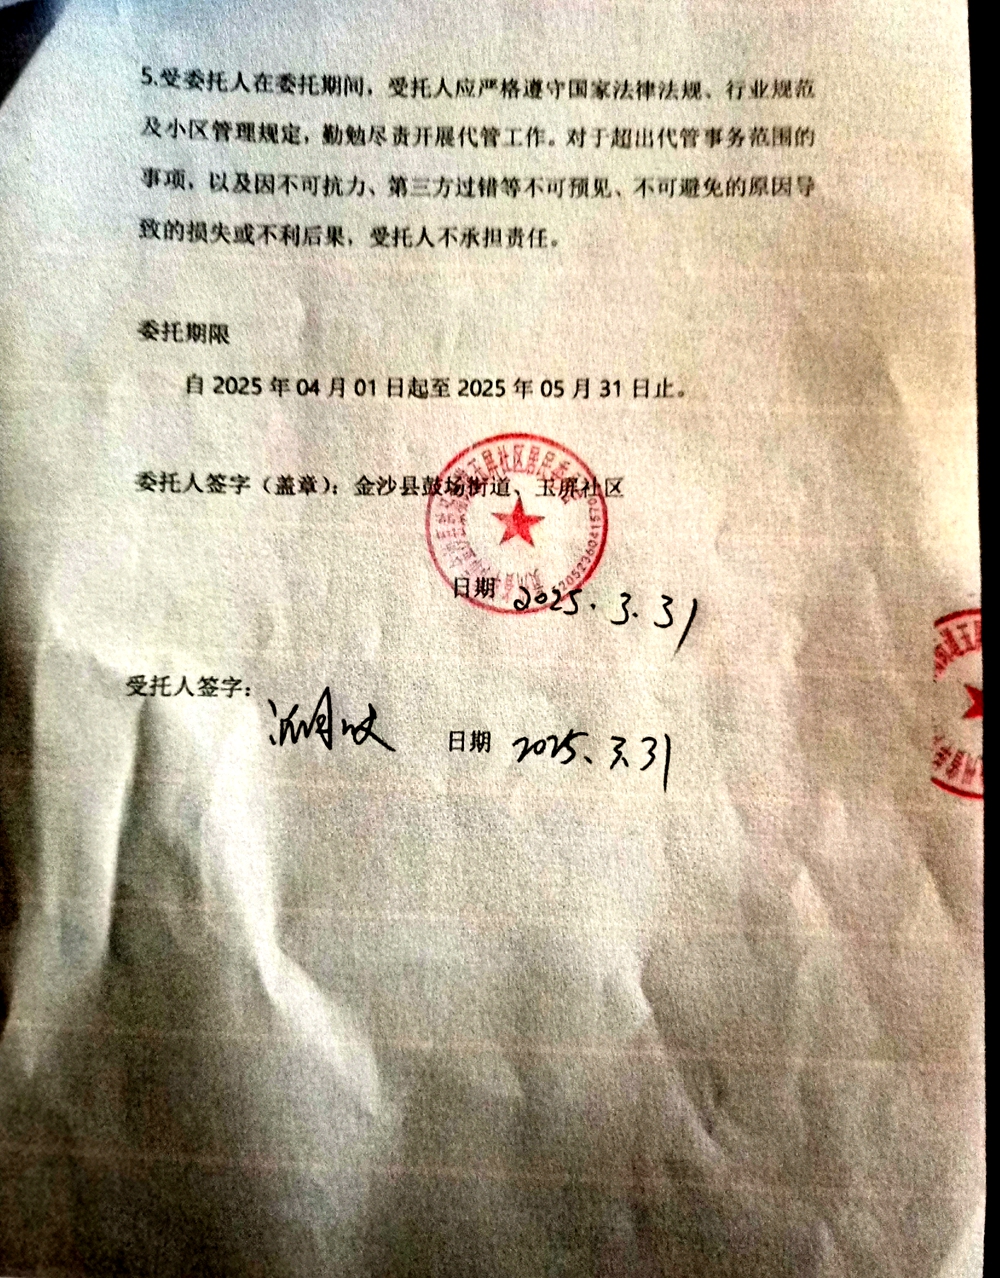 5.受委托人在委托期间，受托人应严格遵守国家法律法规、行业规范
及小区管理规定，勤勉尽责开展代管工作。对于超出代管事务范围的
事项，以及因不可抗力、第三方过错等不可预见、不可避免的原因导
致的损失或不利后果，受托人不承担责任。
委托期限
自 2025 年 04 月 01 日起至 2025 年 05 月 31 日止。
委托人签字（盖章）：金沙县鼓场街道、玉屏社区
日期 2025.3.31
受托人签字：
日期 2025.3.31
玉屏社区居民委